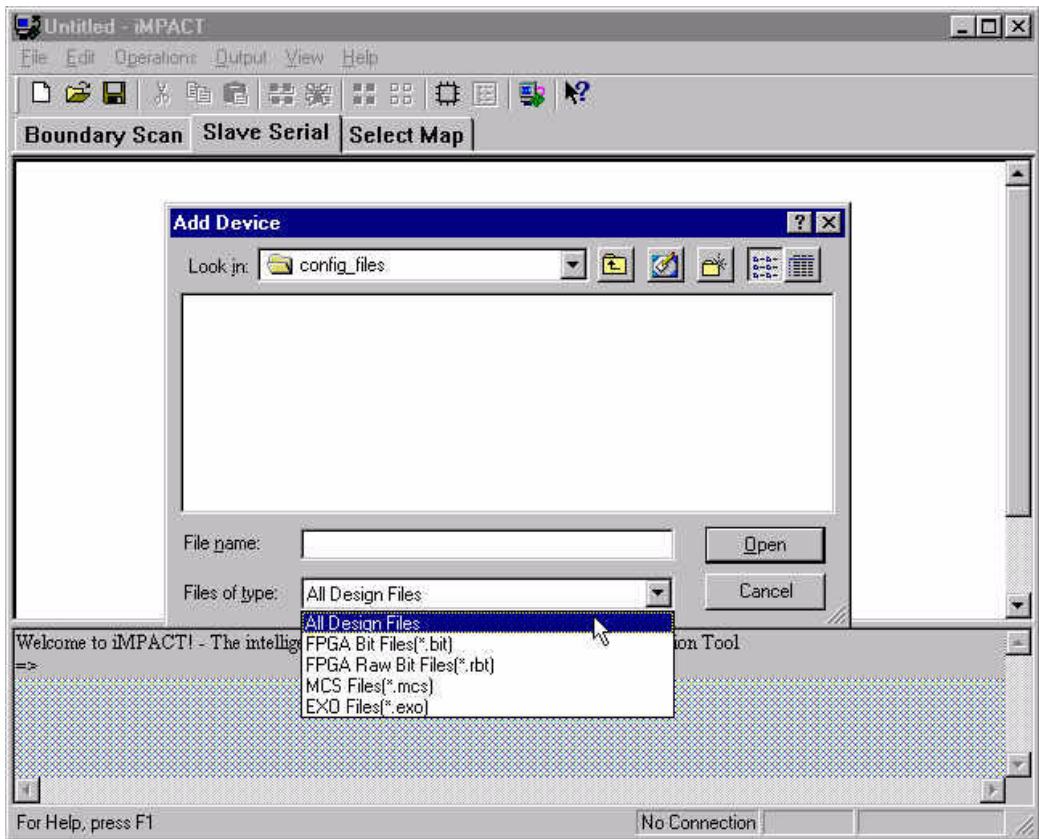 Untitled - iMPACT
File Edit Operations Output View Help
Boundary Scan Slave Serial Select Map
Add Device
Look in: config_files
File name: Open
Files of type: All Design Files Cancel
All Design Files
FPGA Bit Files(*.bit)
FPGA Raw Bit Files(*.rbt)
MCS Files(*.mcs)
EXO Files(*.exo)
Welcome to iMPACT! - The intellige ion Tool
=>
For Help, press F1 No Connection